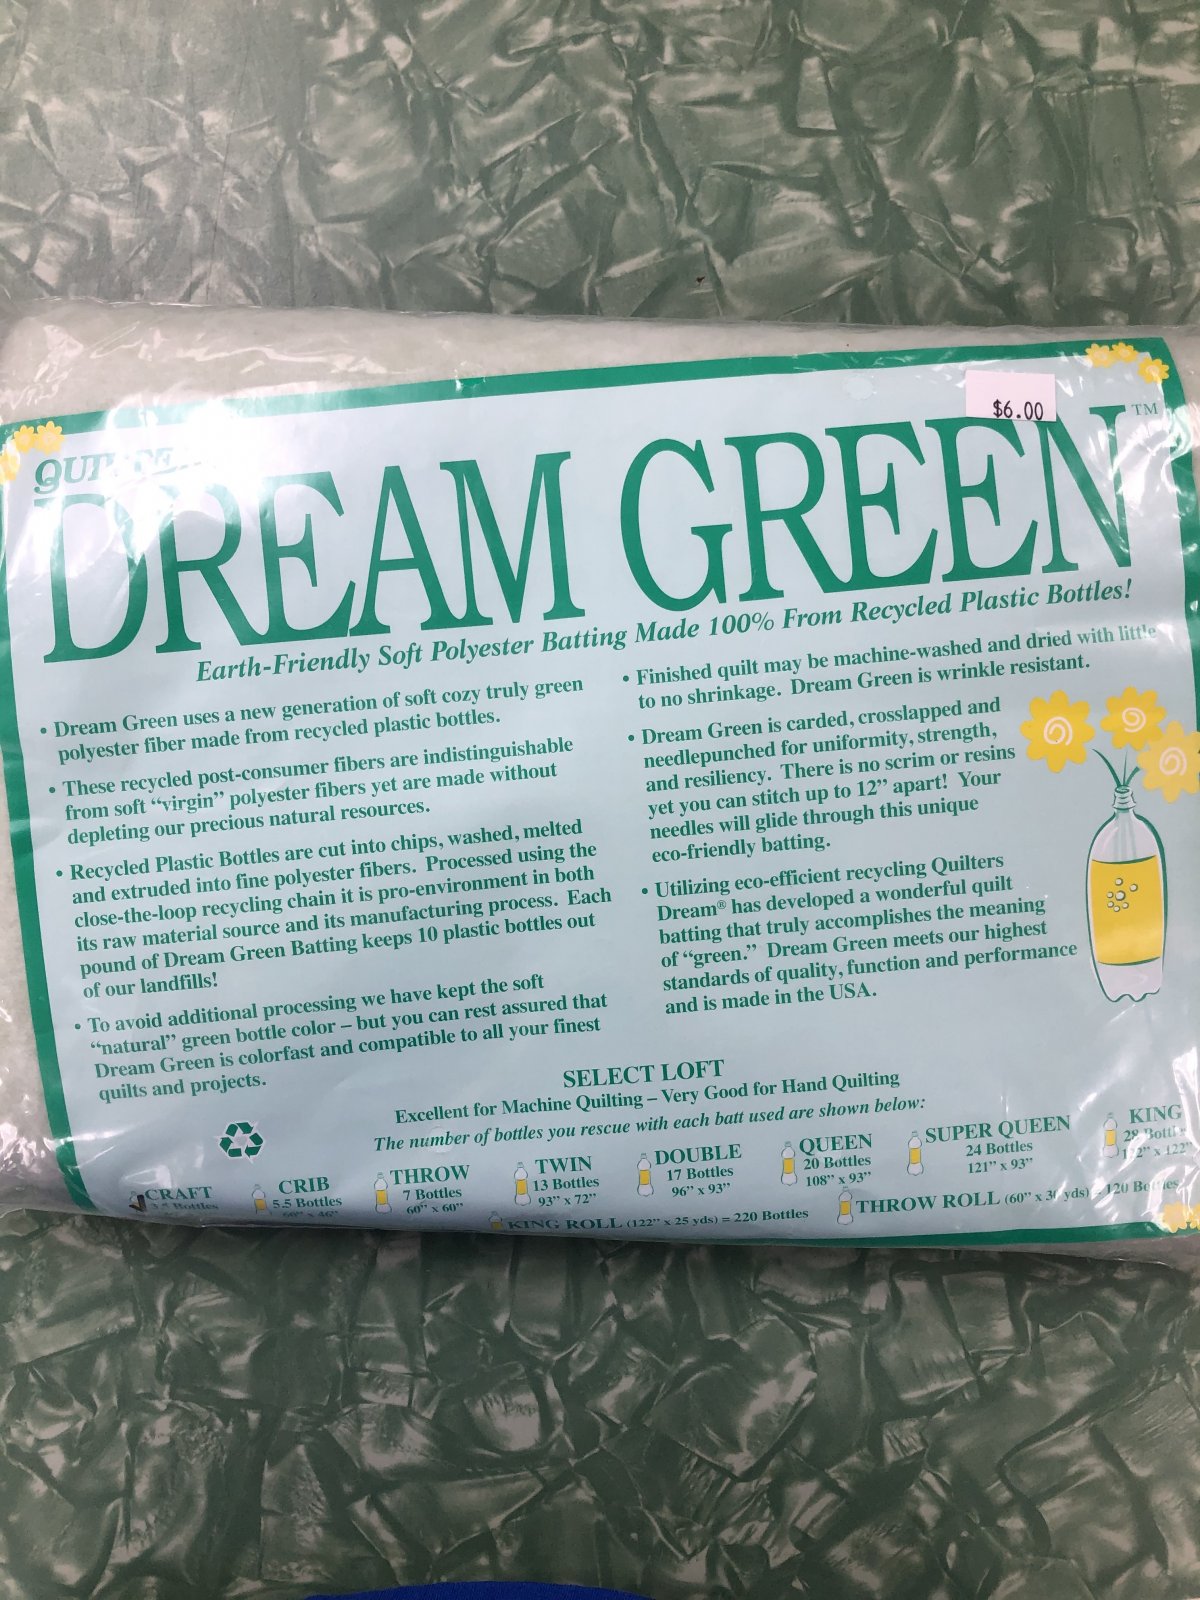 $6.00
DREAM GREEN™
Earth-Friendly Soft Polyester Batting Made 100% From Recycled Plastic Bottles!
• Dream Green uses a new generation of soft cozy truly green
polyester fiber made from recycled plastic bottles.
• These recycled post-consumer fibers are indistinguishable
from soft “virgin” polyester fibers yet are made without
depleting our precious natural resources.
• Recycled Plastic Bottles are cut into chips, washed, melted
and extruded into fine polyester fibers. Processed using the
close-the-loop recycling chain it is pro-environment in both
its raw material source and its manufacturing process. Each
pound of Dream Green Batting keeps 10 plastic bottles out
of our landfills!
• To avoid additional processing we have kept the soft
“natural” green bottle color – but you can rest assured that
Dream Green is colorfast and compatible to all your finest
quilts and projects.
• Finished quilt may be machine-washed and dried with little
to no shrinkage. Dream Green is wrinkle resistant.
• Dream Green is carded, crosslapped and
needlepunched for uniformity, strength,
and resiliency. There is no scrim or resins
yet you can stitch up to 12” apart! Your
needles will glide through this unique
eco-friendly batting.
• Utilizing eco-efficient recycling Quilters
Dream® has developed a wonderful quilt
batting that truly accomplishes the meaning
of “green.” Dream Green meets our highest
standards of quality, function and performance
and is made in the USA.
SELECT LOFT
Excellent for Machine Quilting – Very Good for Hand Quilting
The number of bottles you rescue with each batt used are shown below:
CRAFT
Bottles
CRIB
5.5 Bottles
60” x 46”
THROW
7 Bottles
60” x 60”
TWIN
13 Bottles
93” x 72”
DOUBLE
17 Bottles
96” x 93”
QUEEN
20 Bottles
108” x 93”
SUPER QUEEN
24 Bottles
121” x 93”
KING
28 Bottles
x 122”
KING ROLL (122” x 25 yds) = 220 Bottles
THROW ROLL (60” x 30 yds) = 120 Bottles